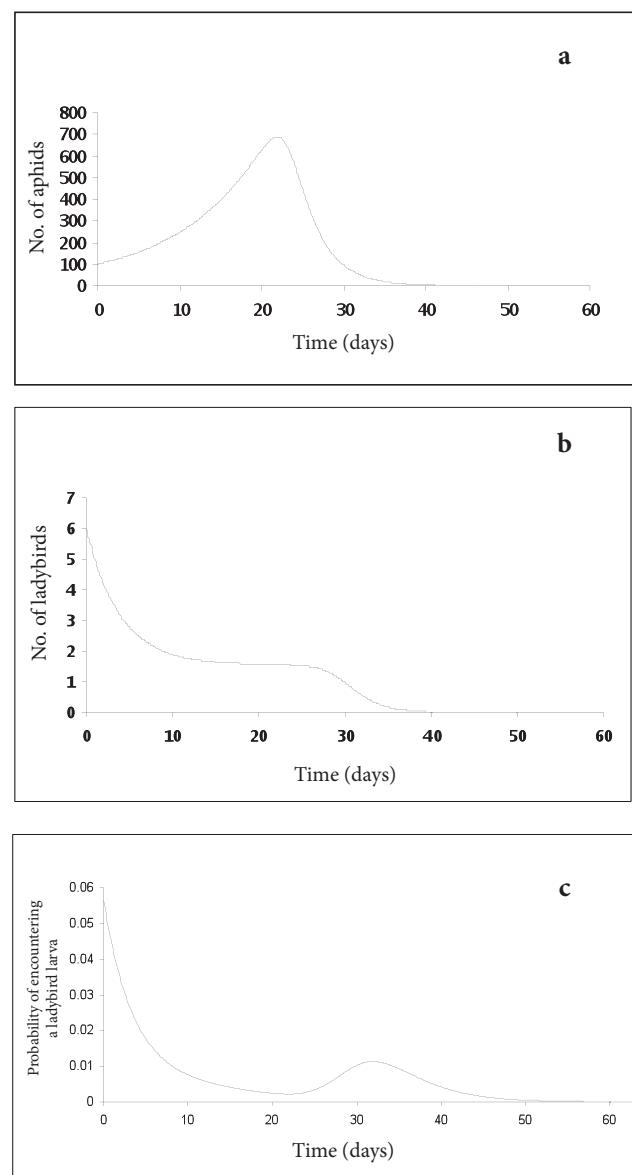 a
800
700
600
500
400
300
200
100
0
No. of aphids
0 10 20 30 40 50 60
Time (days)
b
7
6
5
4
3
2
1
0
No. of ladybirds
0 10 20 30 40 50 60
Time (days)
c
0.06
0.05
0.04
0.03
0.02
0.01
0
Probability of encountering
a ladybird larva
0 10 20 30 40 50 60
Time (days)